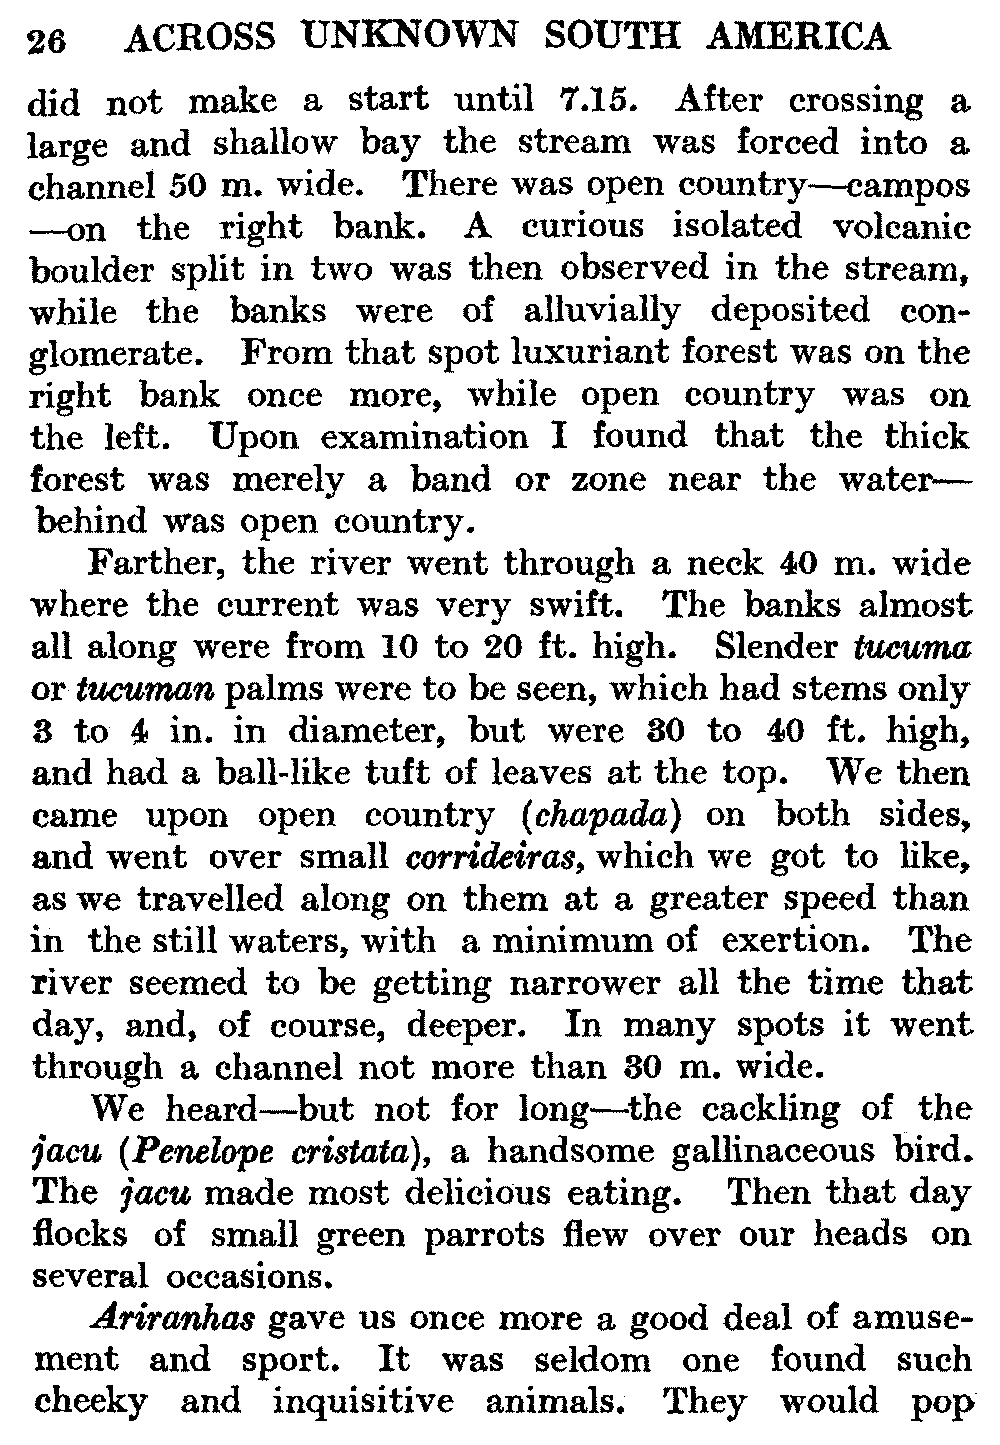 26 ACROSS UNKNOWN SOUTH AMERICA
did not make a start until 7.15. After crossing a
large and shallow bay the stream was forced into a
channel 50 m. wide. There was open country—campos
—on the right bank. A curious isolated volcanic
boulder split in two was then observed in the stream,
while the banks were of alluvially deposited con-
glomerate. From that spot luxuriant forest was on the
right bank once more, while open country was on
the left. Upon examination I found that the thick
forest was merely a band or zone near the water—
behind was open country.
Farther, the river went through a neck 40 m. wide
where the current was very swift. The banks almost
all along were from 10 to 20 ft. high. Slender tucuma
or tucuman palms were to be seen, which had stems only
3 to 4 in. in diameter, but were 30 to 40 ft. high,
and had a ball-like tuft of leaves at the top. We then
came upon open country (chapada) on both sides,
and went over small corrideiras, which we got to like,
as we travelled along on them at a greater speed than
in the still waters, with a minimum of exertion. The
river seemed to be getting narrower all the time that
day, and, of course, deeper. In many spots it went
through a channel not more than 30 m. wide.
We heard—but not for long—the cackling of the
jacu (Penelope cristata), a handsome gallinaceous bird.
The jacu made most delicious eating. Then that day
flocks of small green parrots flew over our heads on
several occasions.
Ariranhas gave us once more a good deal of amuse-
ment and sport. It was seldom one found such
cheeky and inquisitive animals. They would pop